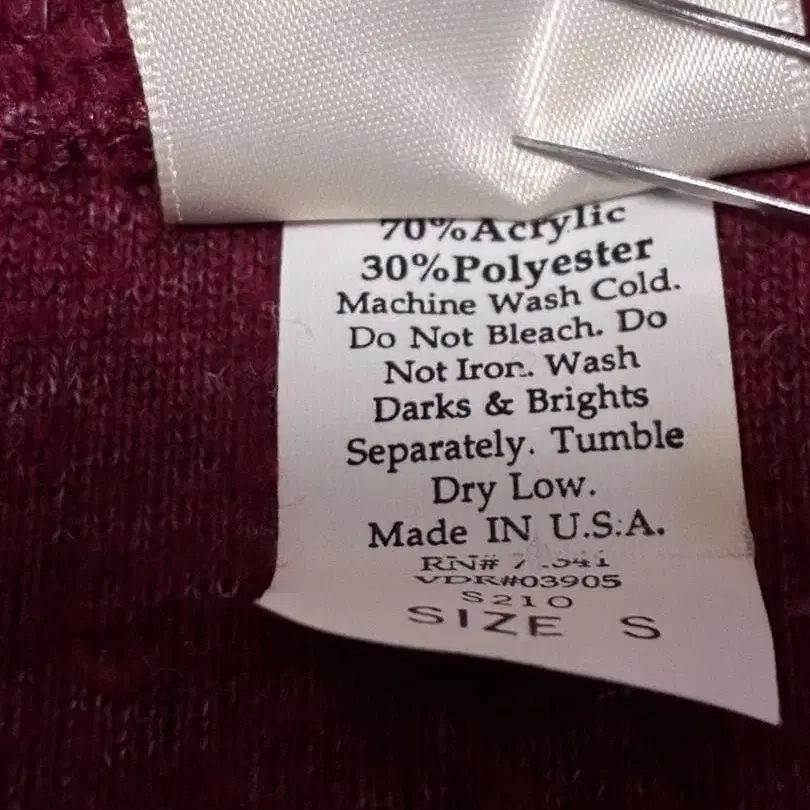 70%Acrylic
30%Polyester
Machine Wash Cold.
Do Not Bleach. Do
Not Iron. Wash
Darks & Brights
Separately. Tumble
Dry Low.
Made IN U.S.A.
RN#
VDR#03905
S210
SIZE S